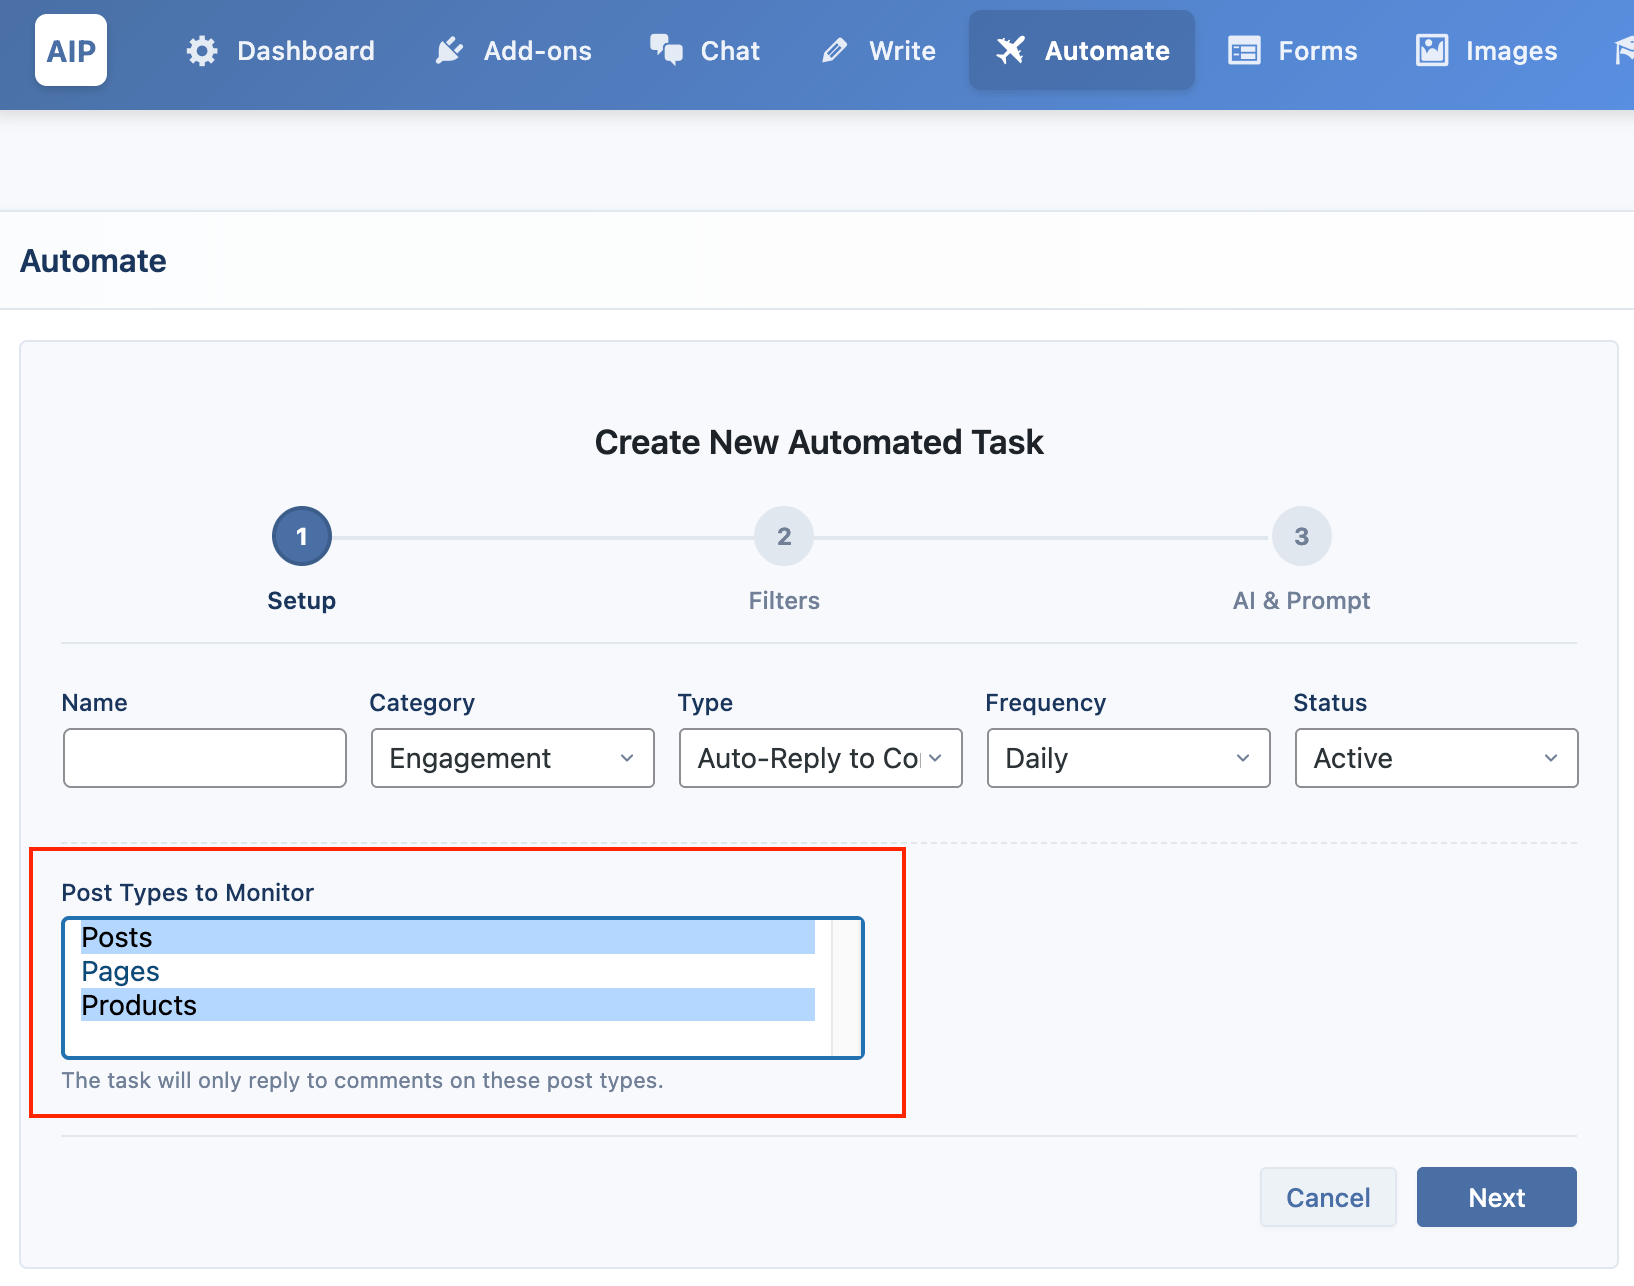 AIP Dashboard Add-ons Chat Write Automate Forms Images
Automate
Create New Automated Task
1 2 3
Setup Filters AI & Prompt
Name Category Type Frequency Status
Engagement Auto-Reply to Co Daily Active
Post Types to Monitor
Posts
Pages
Products
The task will only reply to comments on these post types.
Cancel Next